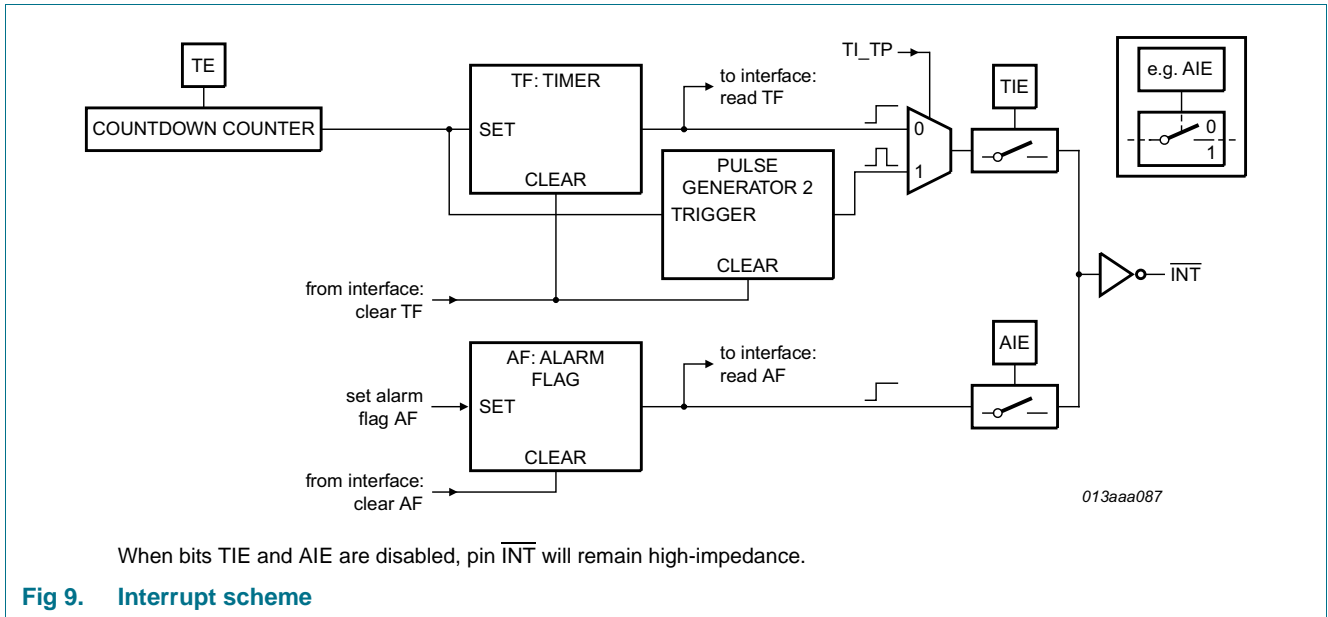 TE
COUNTDOWN COUNTER
TF: TIMER
SET
CLEAR
to interface:
read TF
PULSE
GENERATOR 2
TRIGGER
CLEAR
from interface:
clear TF
TI_TP
0
1
TIE
e.g. AIE
0
1
INT
AF: ALARM
FLAG
set alarm
flag AF
SET
CLEAR
to interface:
read AF
from interface:
clear AF
AIE
013aaa087
When bits TIE and AIE are disabled, pin INT will remain high-impedance.
Fig 9. Interrupt scheme